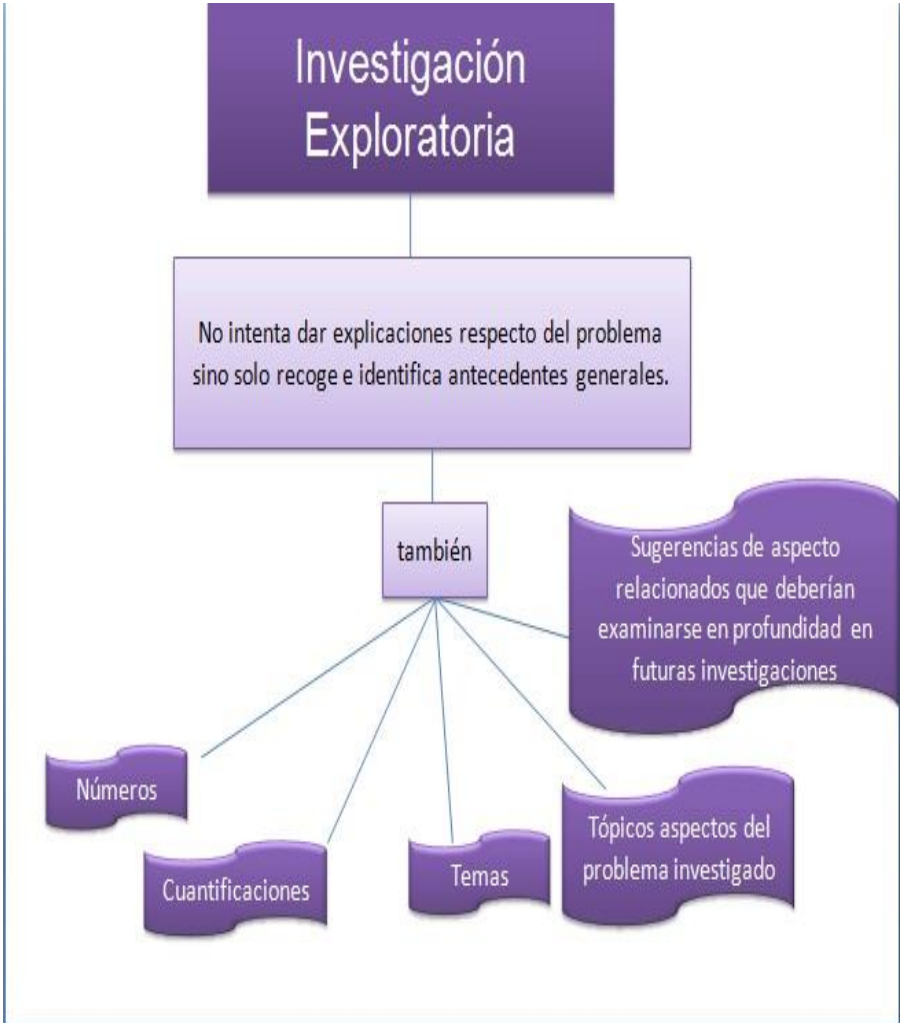 Investigación
Exploratoria
No intenta dar explicaciones respecto del problema
sino solo recoge e identifica antecedentes generales.
también
Sugerencias de aspecto
relacionados que deberían
examinarse en profundidad en
futuras investigaciones
Números
Cuantificaciones
Temas
Tópicos aspectos del
problema investigado